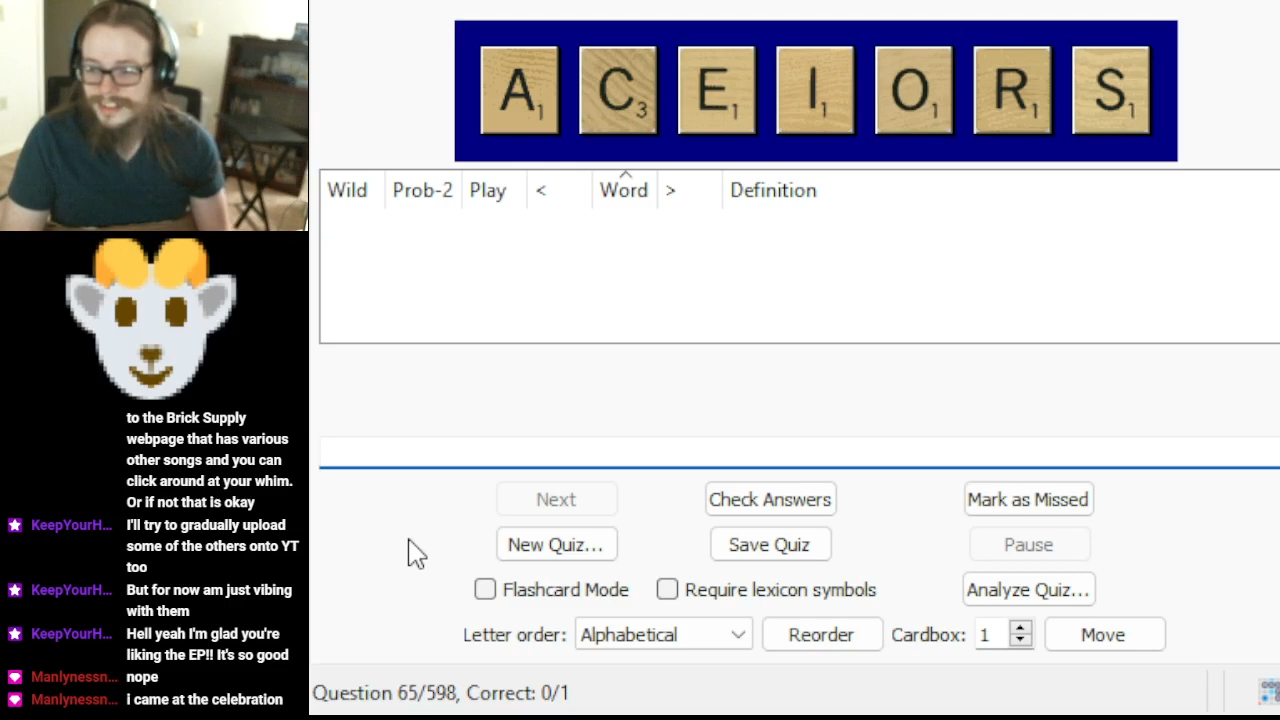 A1 C3 E1 I1 O1 R1 S1
Wild Prob-2 Play < Word > Definition
to the Brick Supply
webpage that has various
other songs and you can
click around at your whim.
Or if not that is okay
KeepYourH... I'll try to gradually upload
some of the others onto YT
too
KeepYourH... But for now am just vibing
with them
KeepYourH... Hell yeah I'm glad you're
liking the EP!! It's so good
Manlynessn... nope
Manlynessn... i came at the celebration
Next Check Answers Mark as Missed
New Quiz... Save Quiz Pause
Flashcard Mode Require lexicon symbols Analyze Quiz...
Letter order: Alphabetical Reorder Cardbox: 1 Move
Question 65/598, Correct: 0/1